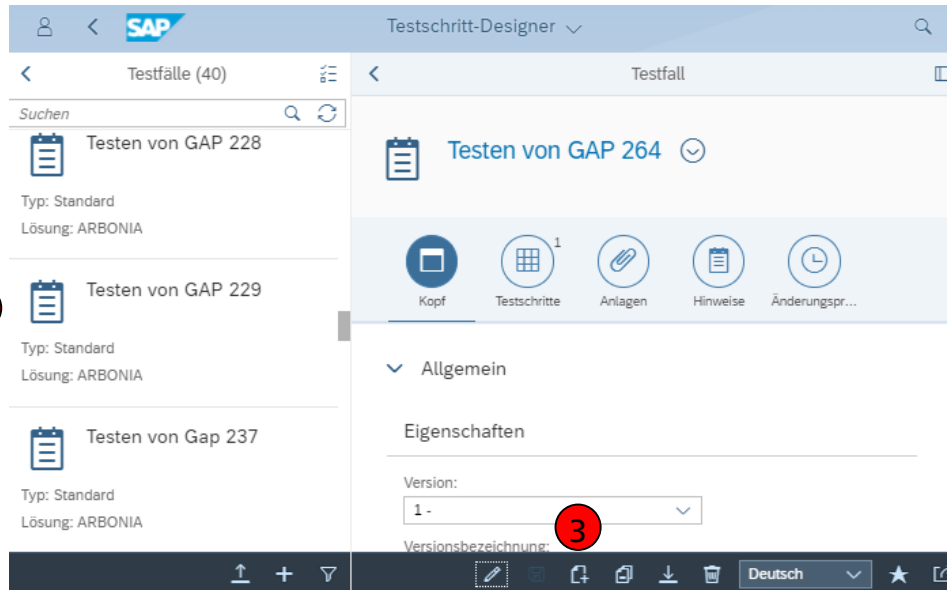 SAP
Testschritt-Designer
Testfälle (40)
Suchen
Testen von GAP 228
Typ: Standard
Lösung: ARBONIA
Testen von GAP 229
Typ: Standard
Lösung: ARBONIA
Testen von Gap 237
Typ: Standard
Lösung: ARBONIA
Testfall
Testen von GAP 264
1
Kopf
Testschritte
Anlagen
Hinweise
Änderungspr...
Allgemein
Eigenschaften
Version:
1 -
Versionsbezeichnung:
3
Deutsch